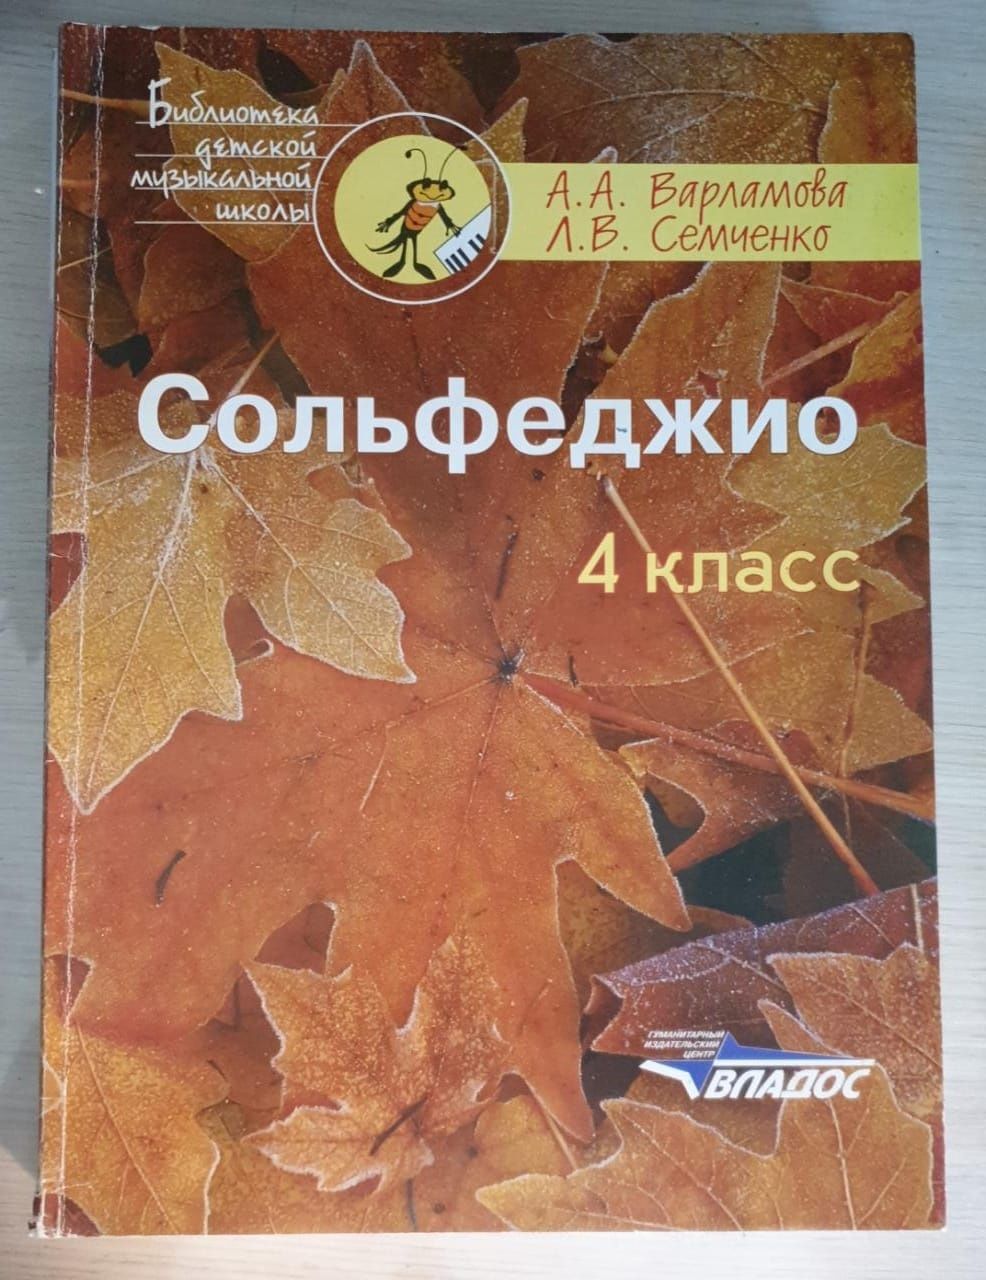 Библиотека
детской
музыкальной
школы
А.А. Варламова
Л.В. Семченко
Сольфеджио
4 класс
ГУМАНИТАРНЫЙ
ИЗДАТЕЛЬСКИЙ
ЦЕНТР
ВЛАДОС